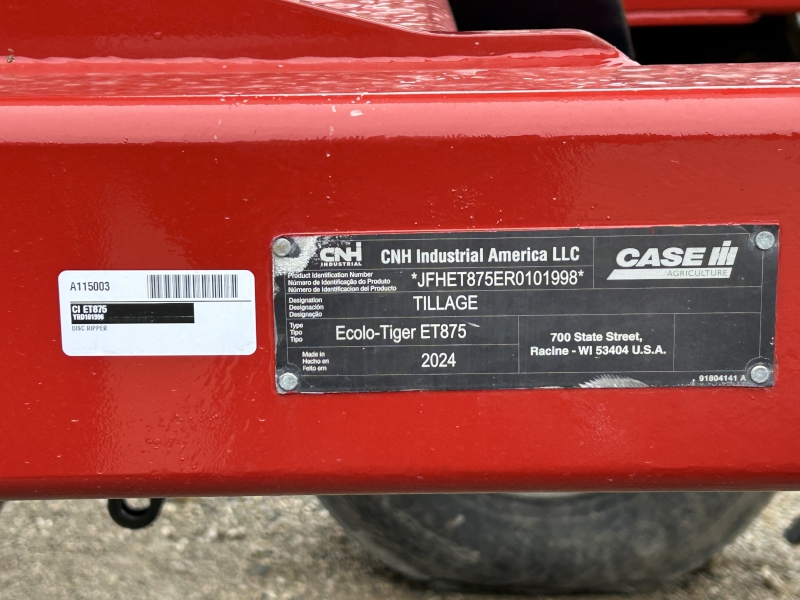 A115003
CI ET875
YRD101998
DISC RIPPER
CNH
INDUSTRIAL
CNH Industrial America LLC
CASE IH
AGRICULTURE
Product Identification Number
Número de Identificação do Produto
Número de Identificacion del Producto
*JFHET875ER0101998*
Designation
Designación
Designação
TILLAGE
Type
Tipo
Tipo
Ecolo-Tiger ET875
700 State Street,
Racine - WI 53404 U.S.A.
Made in
Hecho en
Feito em
2024
91804141 A